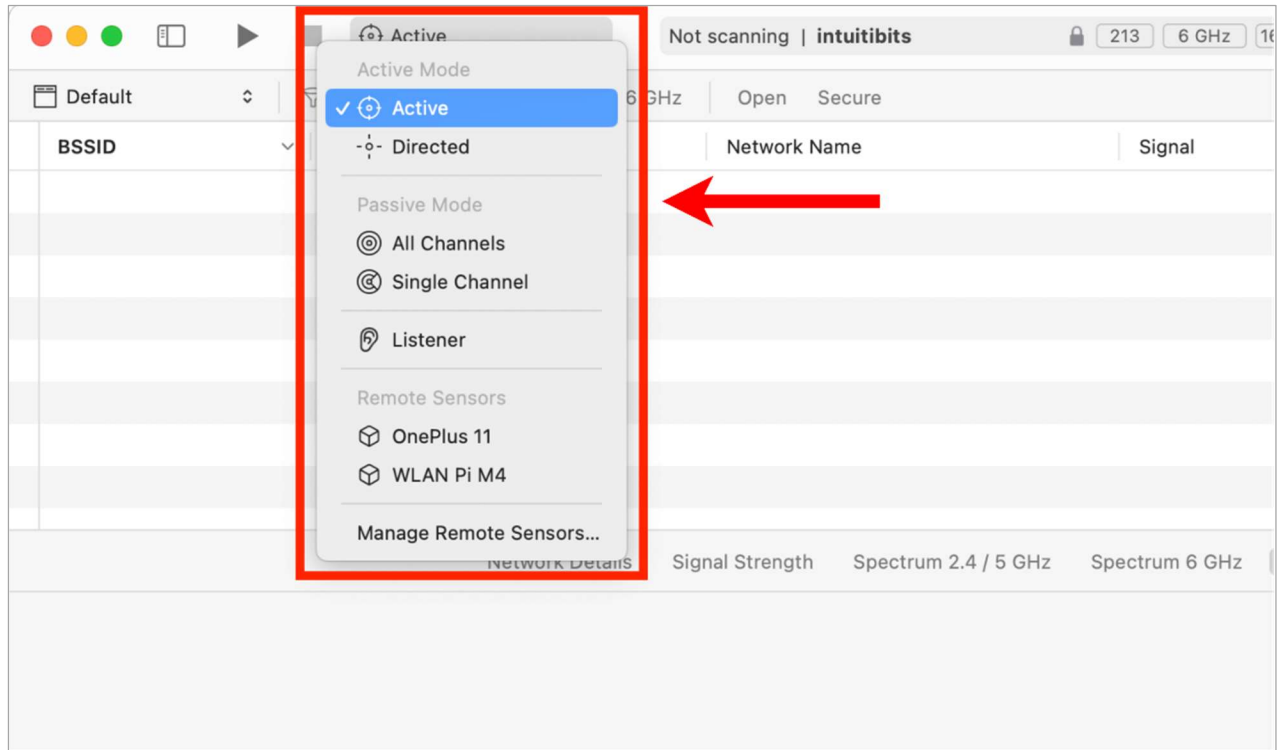 Active
Not scanning | intuitibits
213
6 GHz
Default
6 GHz
Open
Secure
BSSID
Network Name
Signal
Active Mode
Active
Directed
Passive Mode
All Channels
Single Channel
Listener
Remote Sensors
OnePlus 11
WLAN Pi M4
Manage Remote Sensors...
Network Details
Signal Strength
Spectrum 2.4 / 5 GHz
Spectrum 6 GHz